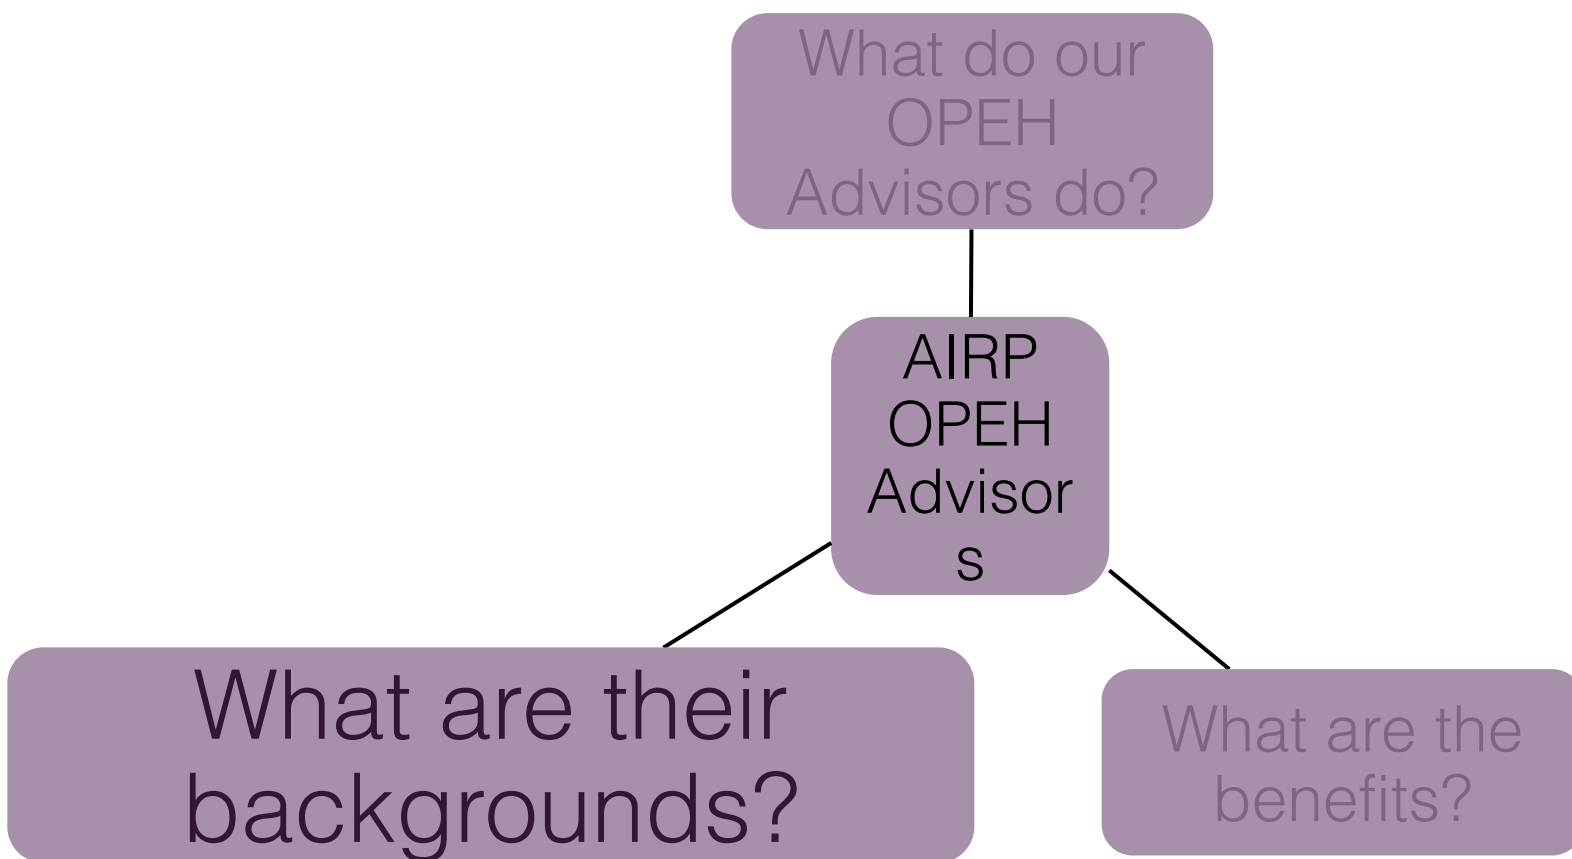 What do our
OPEH
Advisors do?
AIRP
OPEH
Advisor
s
What are their
backgrounds?
What are the
benefits?